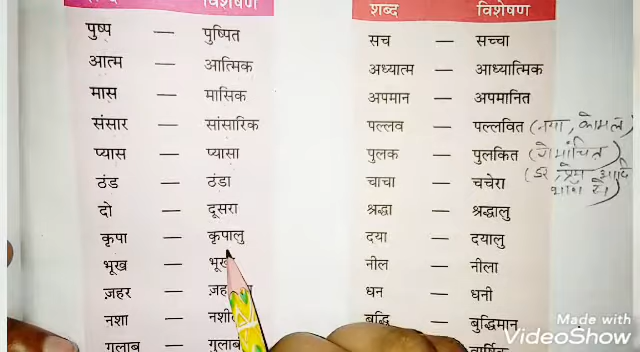 विशेषण
पुष्प — पुष्पित
आत्म — आत्मिक
मास — मासिक
संसार — सांसारिक
प्यास — प्यासा
ठंड — ठंडा
दो — दूसरा
कृपा — कृपालु
भूख —
ज़हर —
नशा —
गुलाब —
शब्द विशेषण
सच — सच्चा
अध्यात्म — आध्यात्मिक
अपमान — अपमानित
पल्लव — पल्लवित (नया, कोमल)
पुलक — पुलकित (रोमांचित)
चाचा — चचेरा
श्रद्धा — श्रद्धालु
दया — दयालु
नील — नीला
धन — धनी
बुद्धि — बुद्धिमान
वार्षिक
Made with
VideoShow